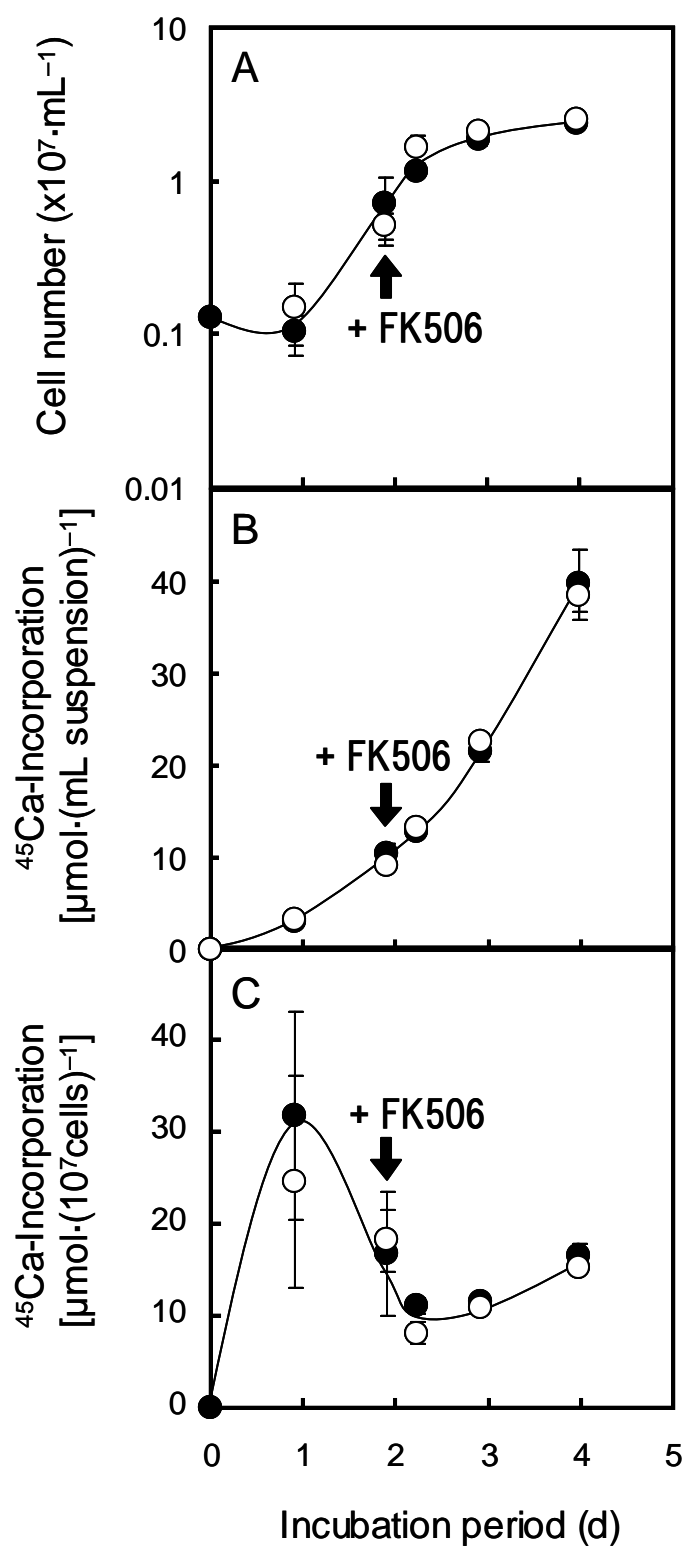 A
Cell number (x10⁷·mL⁻¹)
10
1
0.1
0.01
+ FK506
B
⁴⁵Ca-Incorporation
[µmol·(mL suspension)⁻¹]
40
30
20
10
0
+ FK506
C
⁴⁵Ca-Incorporation
[µmol·(10⁷cells)⁻¹]
40
30
20
10
0
+ FK506
0 1 2 3 4 5
Incubation period (d)